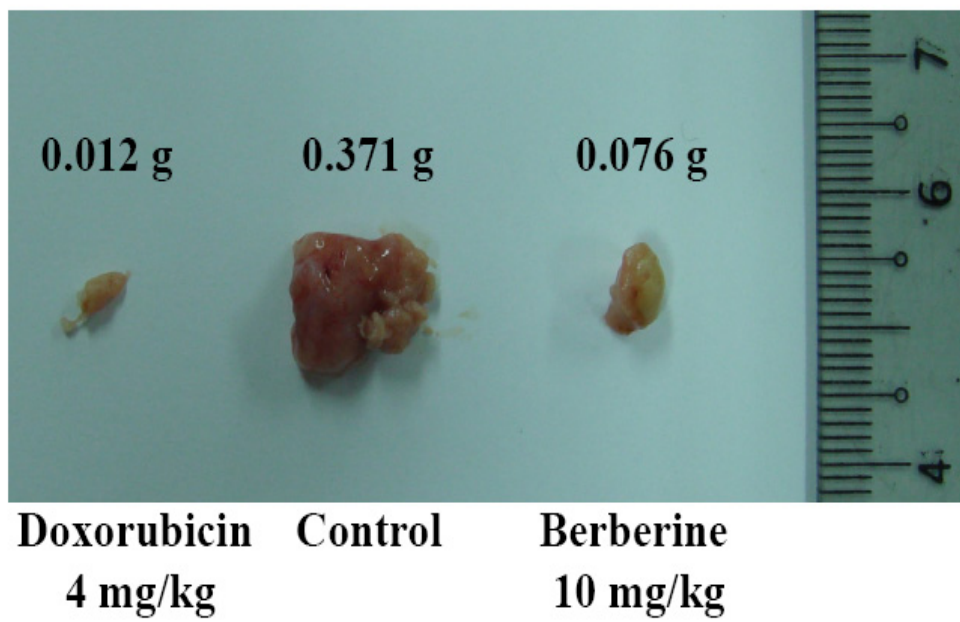 0.012 g 0.371 g 0.076 g
7
6
4
Doxorubicin Control Berberine
4 mg/kg 10 mg/kg